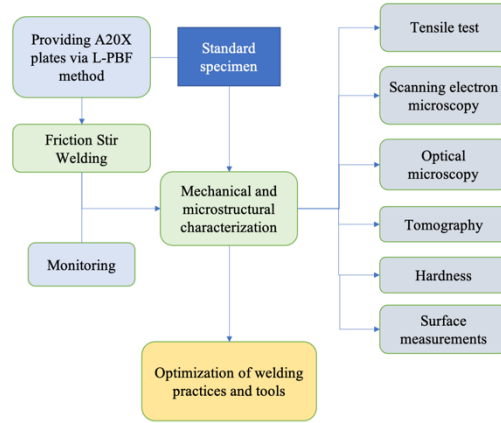 Providing A20X
plates via L-PBF
method
Standard
specimen
Tensile test
Scanning electron
microscopy
Friction Stir
Welding
Optical
microscopy
Mechanical and
microstructural
characterization
Tomography
Monitoring
Hardness
Surface
measurements
Optimization of welding
practices and tools